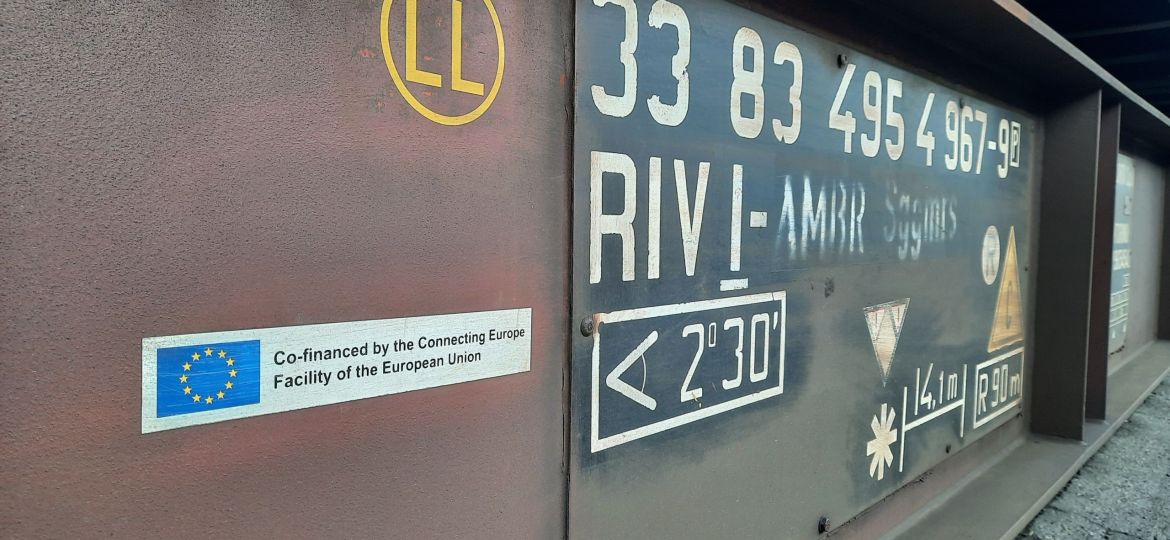 LL
33 83 495 4 967-9 P
RIV I-AMBR Sggmrs
R
C
< 2°30'
14,1m
R 90 m
Co-financed by the Connecting Europe
Facility of the European Union